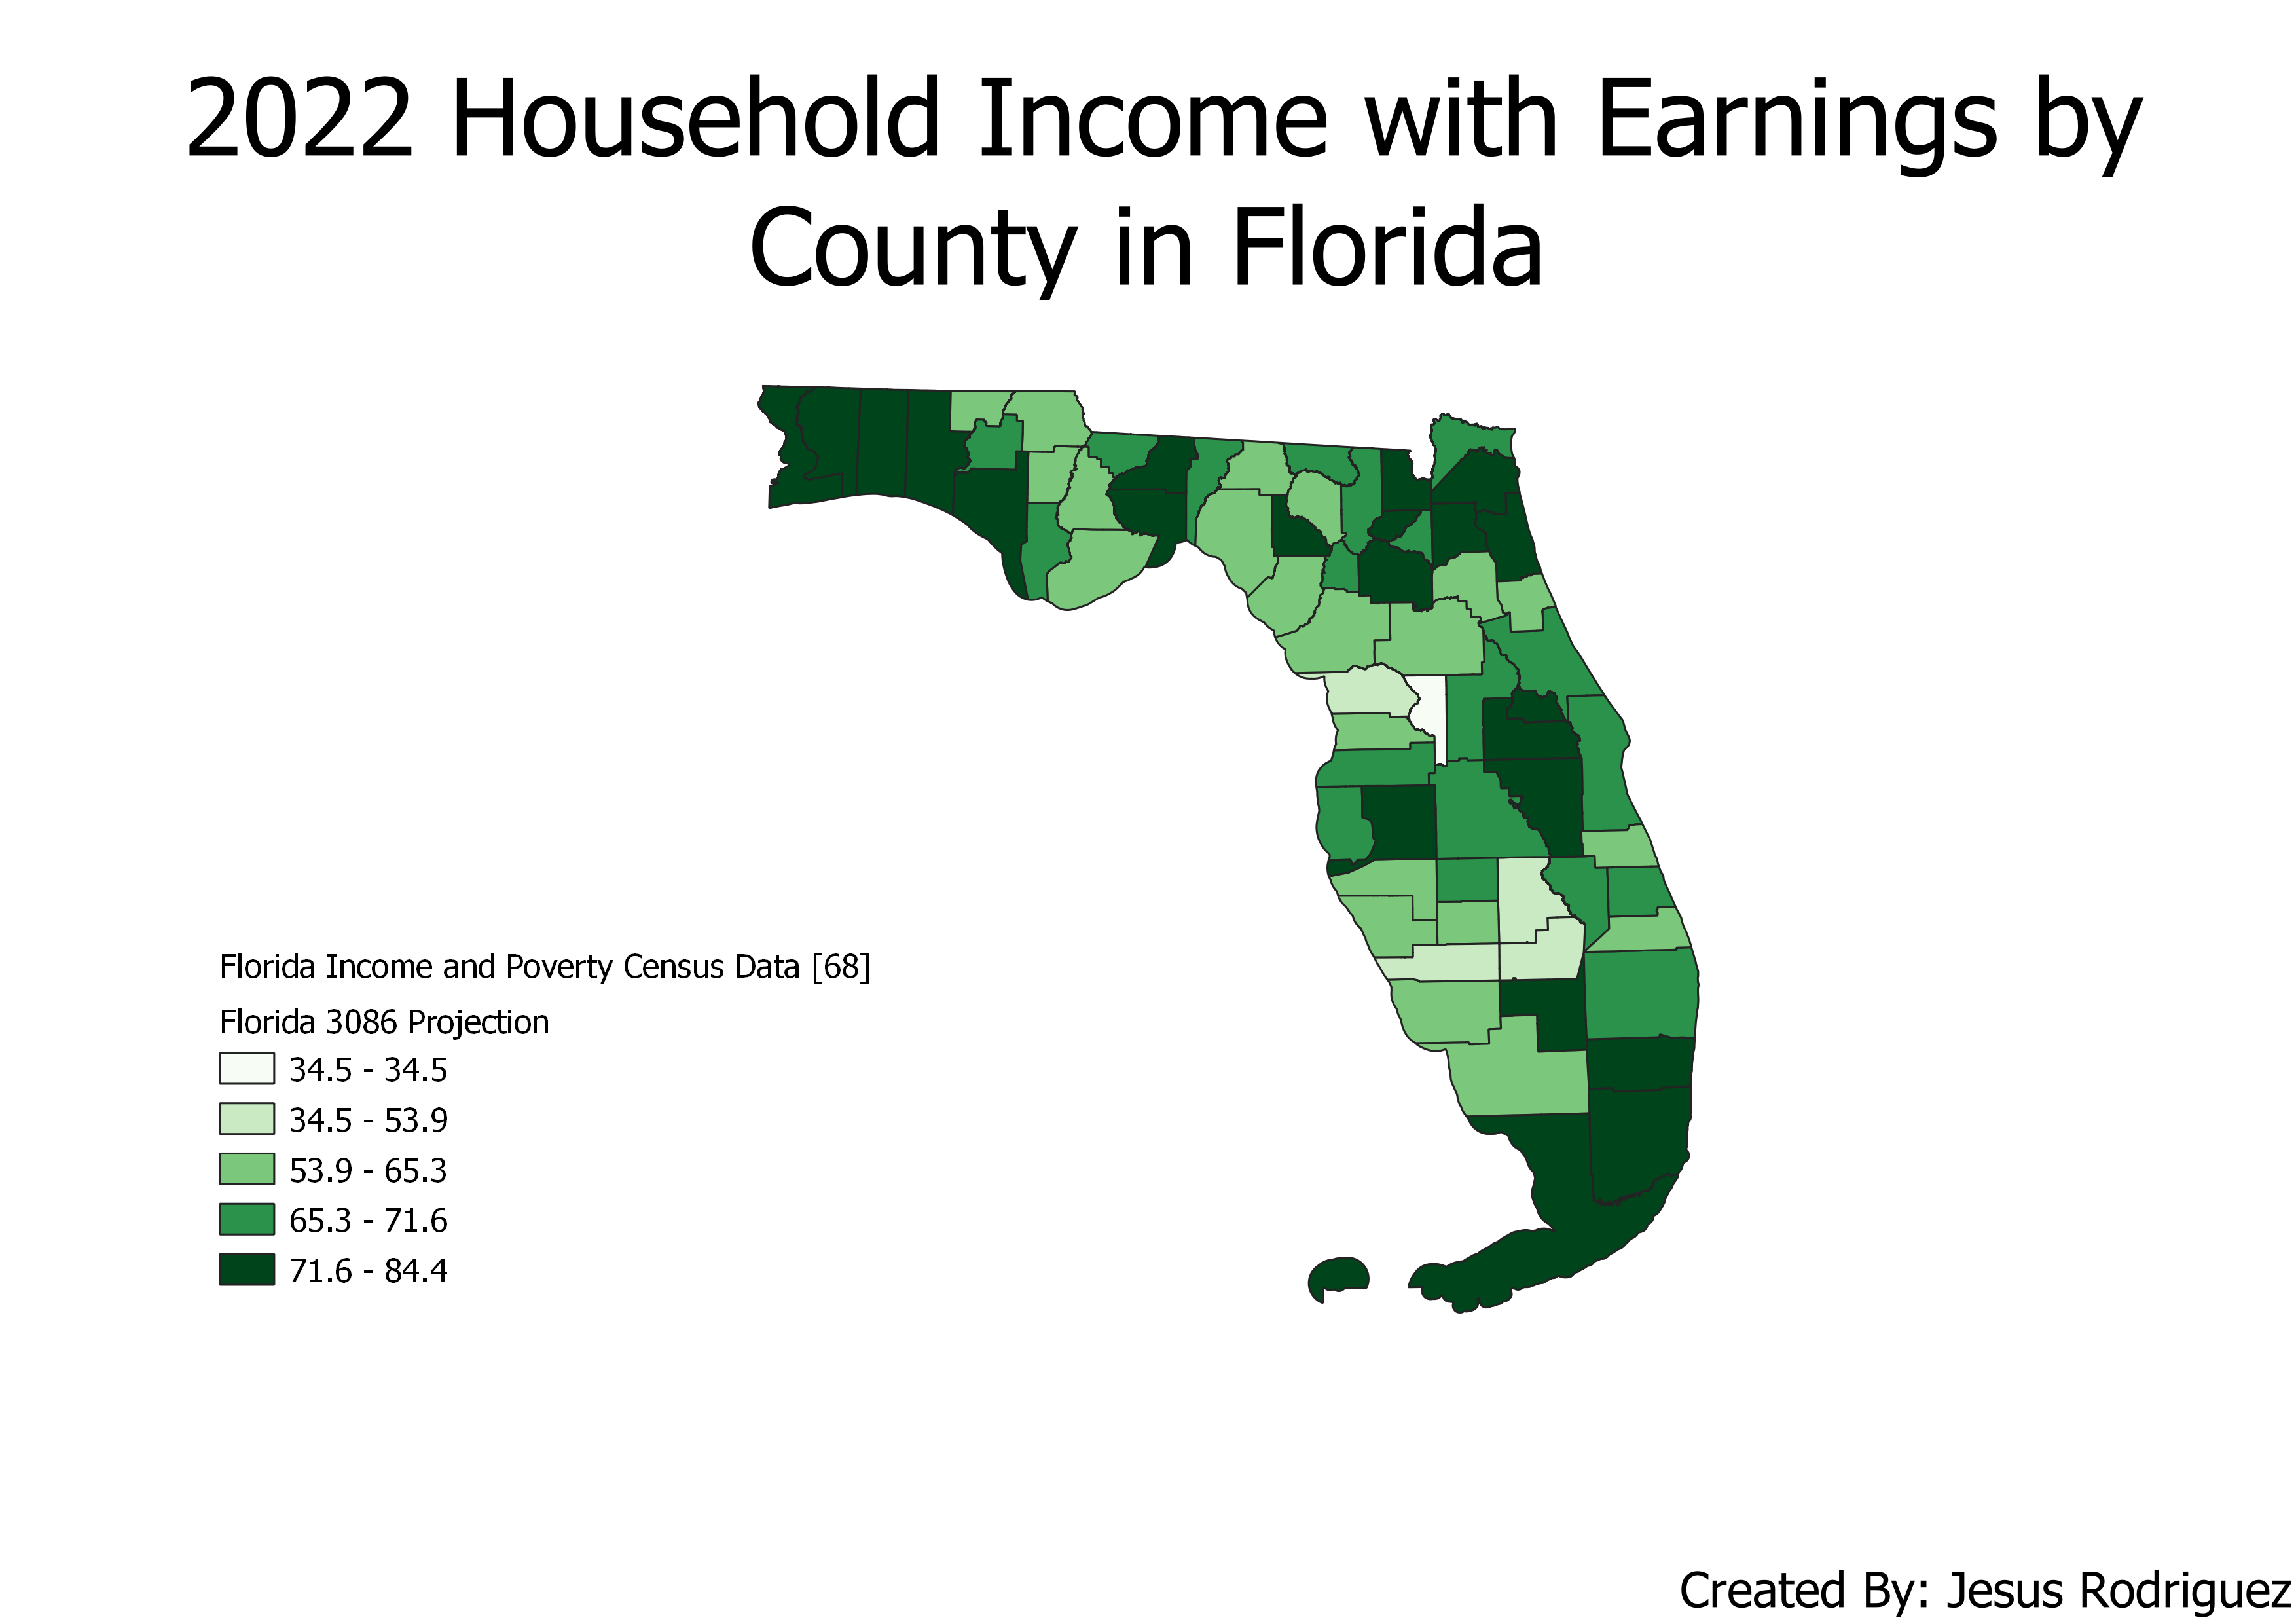 2022 Household Income with Earnings by
County in Florida
Florida Income and Poverty Census Data [68]
Florida 3086 Projection
34.5 - 34.5
34.5 - 53.9
53.9 - 65.3
65.3 - 71.6
71.6 - 84.4
Created By: Jesus Rodriguez